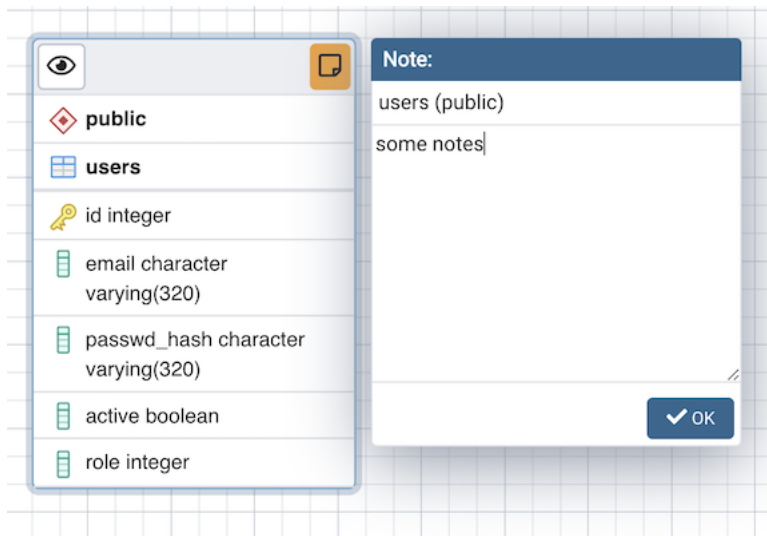 public
users
id integer
email character
varying(320)
passwd_hash character
varying(320)
active boolean
role integer
Note:
users (public)
some notes
OK